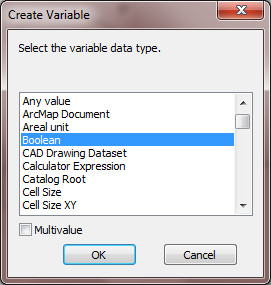 Create Variable
Select the variable data type.
Any value
ArcMap Document
Areal unit
Boolean
CAD Drawing Dataset
Calculator Expression
Catalog Root
Cell Size
Cell Size XY
Multivalue
OK Cancel